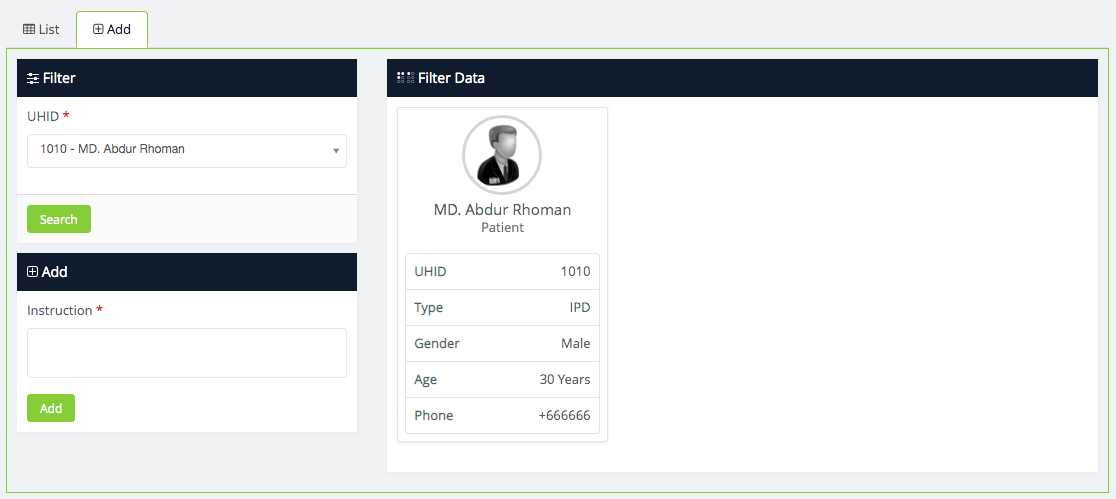 List
Add
Filter
UHID *
1010 - MD. Abdur Rhoman
Search
Add
Instruction *
Add
Filter Data
MD. Abdur Rhoman
Patient
UHID 1010
Type IPD
Gender Male
Age 30 Years
Phone +666666